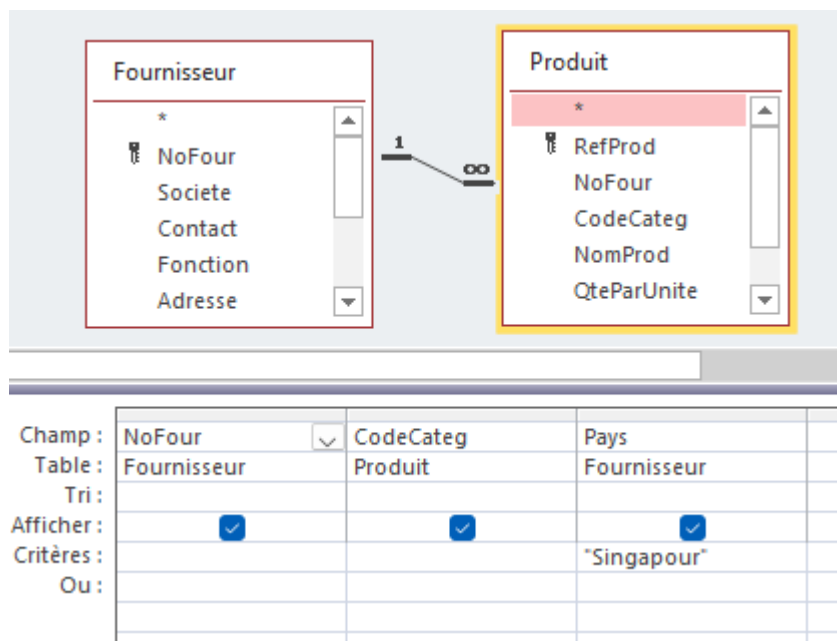 Fournisseur
*
NoFour
Societe
Contact
Fonction
Adresse
1
∞
Produit
*
RefProd
NoFour
CodeCateg
NomProd
QteParUnite
Champ : NoFour CodeCateg Pays
Table : Fournisseur Produit Fournisseur
Tri :
Afficher :
Critères : "Singapour"
Ou :